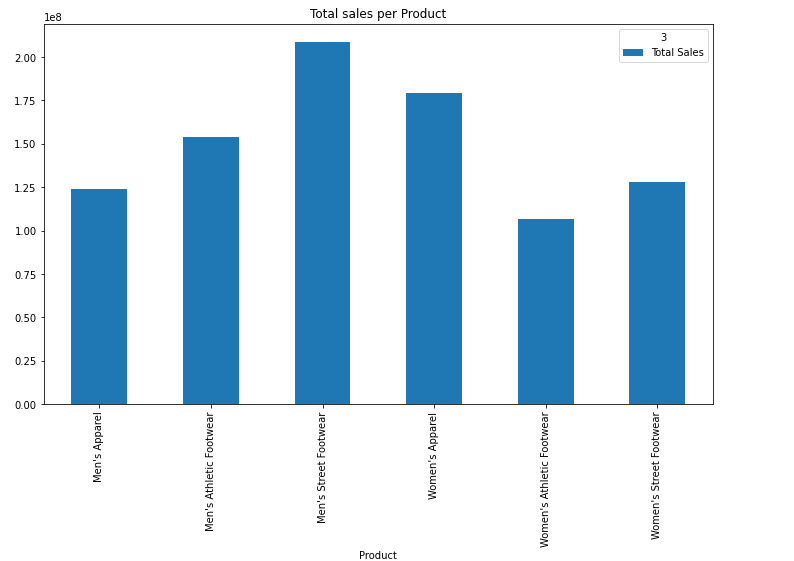 Total sales per Product
1e8
3
Total Sales
2.00
1.75
1.50
1.25
1.00
0.75
0.50
0.25
0.00
Men's Apparel
Men's Athletic Footwear
Men's Street Footwear
Women's Apparel
Women's Athletic Footwear
Women's Street Footwear
Product